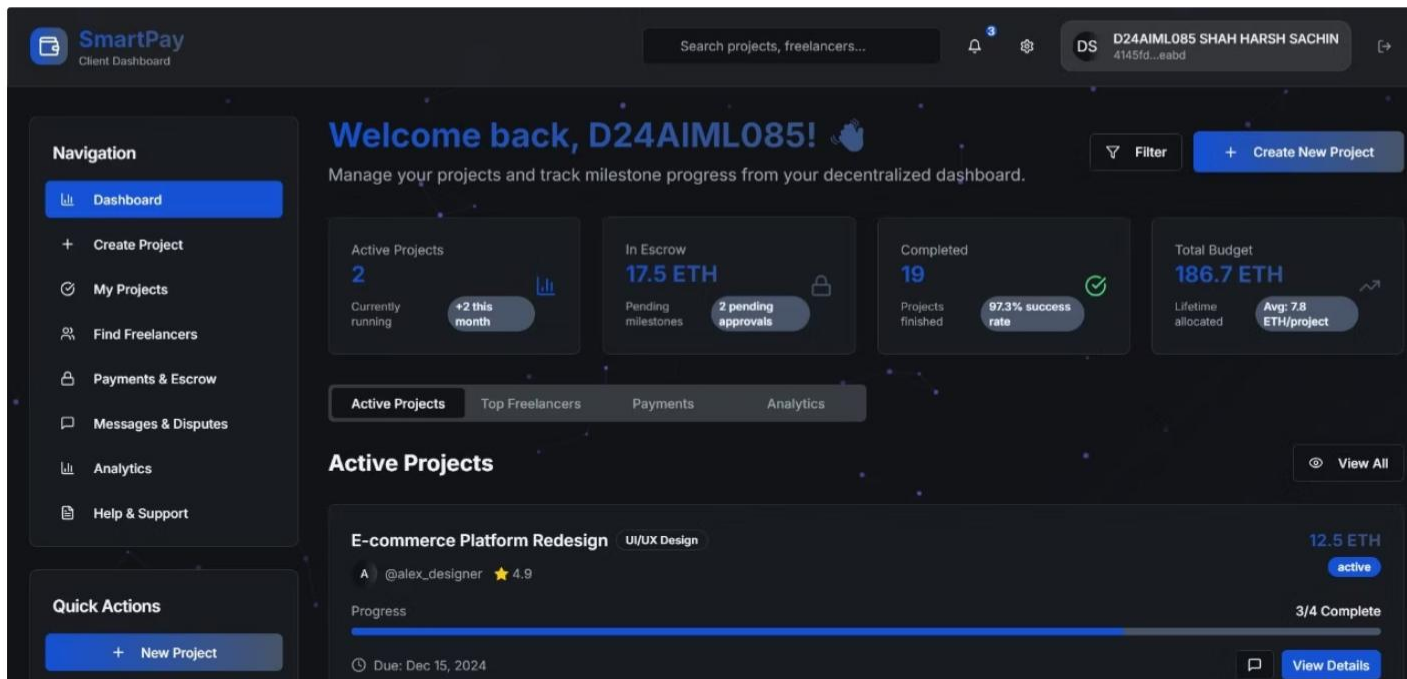 SmartPay
Client Dashboard
Search projects, freelancers...
3
DS
D24AIML085 SHAH HARSH SACHIN
4145fd...eabd
Navigation
Dashboard
Create Project
My Projects
Find Freelancers
Payments & Escrow
Messages & Disputes
Analytics
Help & Support
Quick Actions
+ New Project
Welcome back, D24AIML085! 👋
Manage your projects and track milestone progress from your decentralized dashboard.
Filter
+ Create New Project
Active Projects
2
Currently
running
+2 this
month
In Escrow
17.5 ETH
Pending
milestones
2 pending
approvals
Completed
19
Projects
finished
97.3% success
rate
Total Budget
186.7 ETH
Lifetime
allocated
Avg: 7.8
ETH/project
Active Projects
Top Freelancers
Payments
Analytics
Active Projects
View All
E-commerce Platform Redesign
UI/UX Design
12.5 ETH
A
@alex_designer ⭐ 4.9
active
Progress
3/4 Complete
Due: Dec 15, 2024
View Details